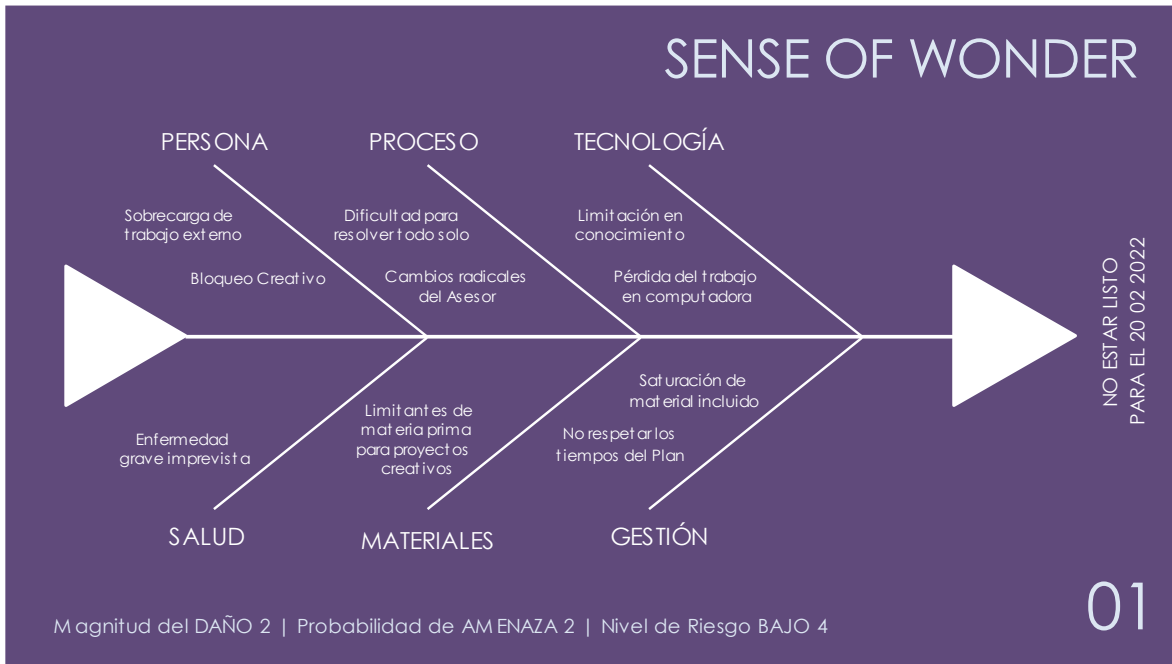 SENSE OF WONDER
PERSONA
PROCESO
TECNOLOGÍA
Sobrecarga de
trabajo externo
Bloqueo Creativo
Dificultad para
resolver todo solo
Cambios radicales
del Asesor
Limitación en
conocimiento
Pérdida del trabajo
en computadora
NO ESTAR LISTO
PARA EL 20 02 2022
Enfermedad
grave imprevista
Limitantes de
materia prima
para proyectos
creativos
Saturación de
material incluido
No respetar los
tiempos del Plan
SALUD
MATERIALES
GESTIÓN
Magnitud del DAÑO 2 | Probabilidad de AMENAZA 2 | Nivel de Riesgo BAJO 4
01